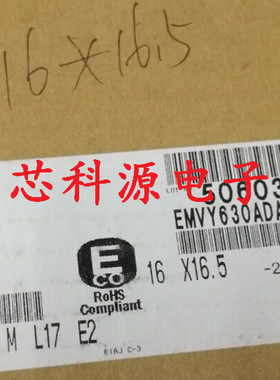 16×16.5
50603
EMVY630ADA
芯科源电子
E
CO
16 X16.5
-2
RoHS
Compliant
M L17 E2
EIAJ C-3